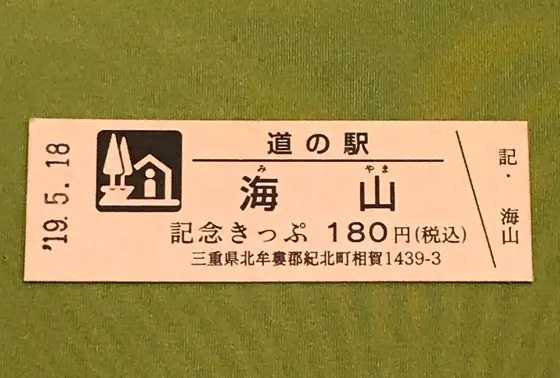 '19.5.18
道の駅
み やま
海山
記念きっぷ 180円(税込)
三重県北牟婁郡紀北町相賀1439-3
記・海山